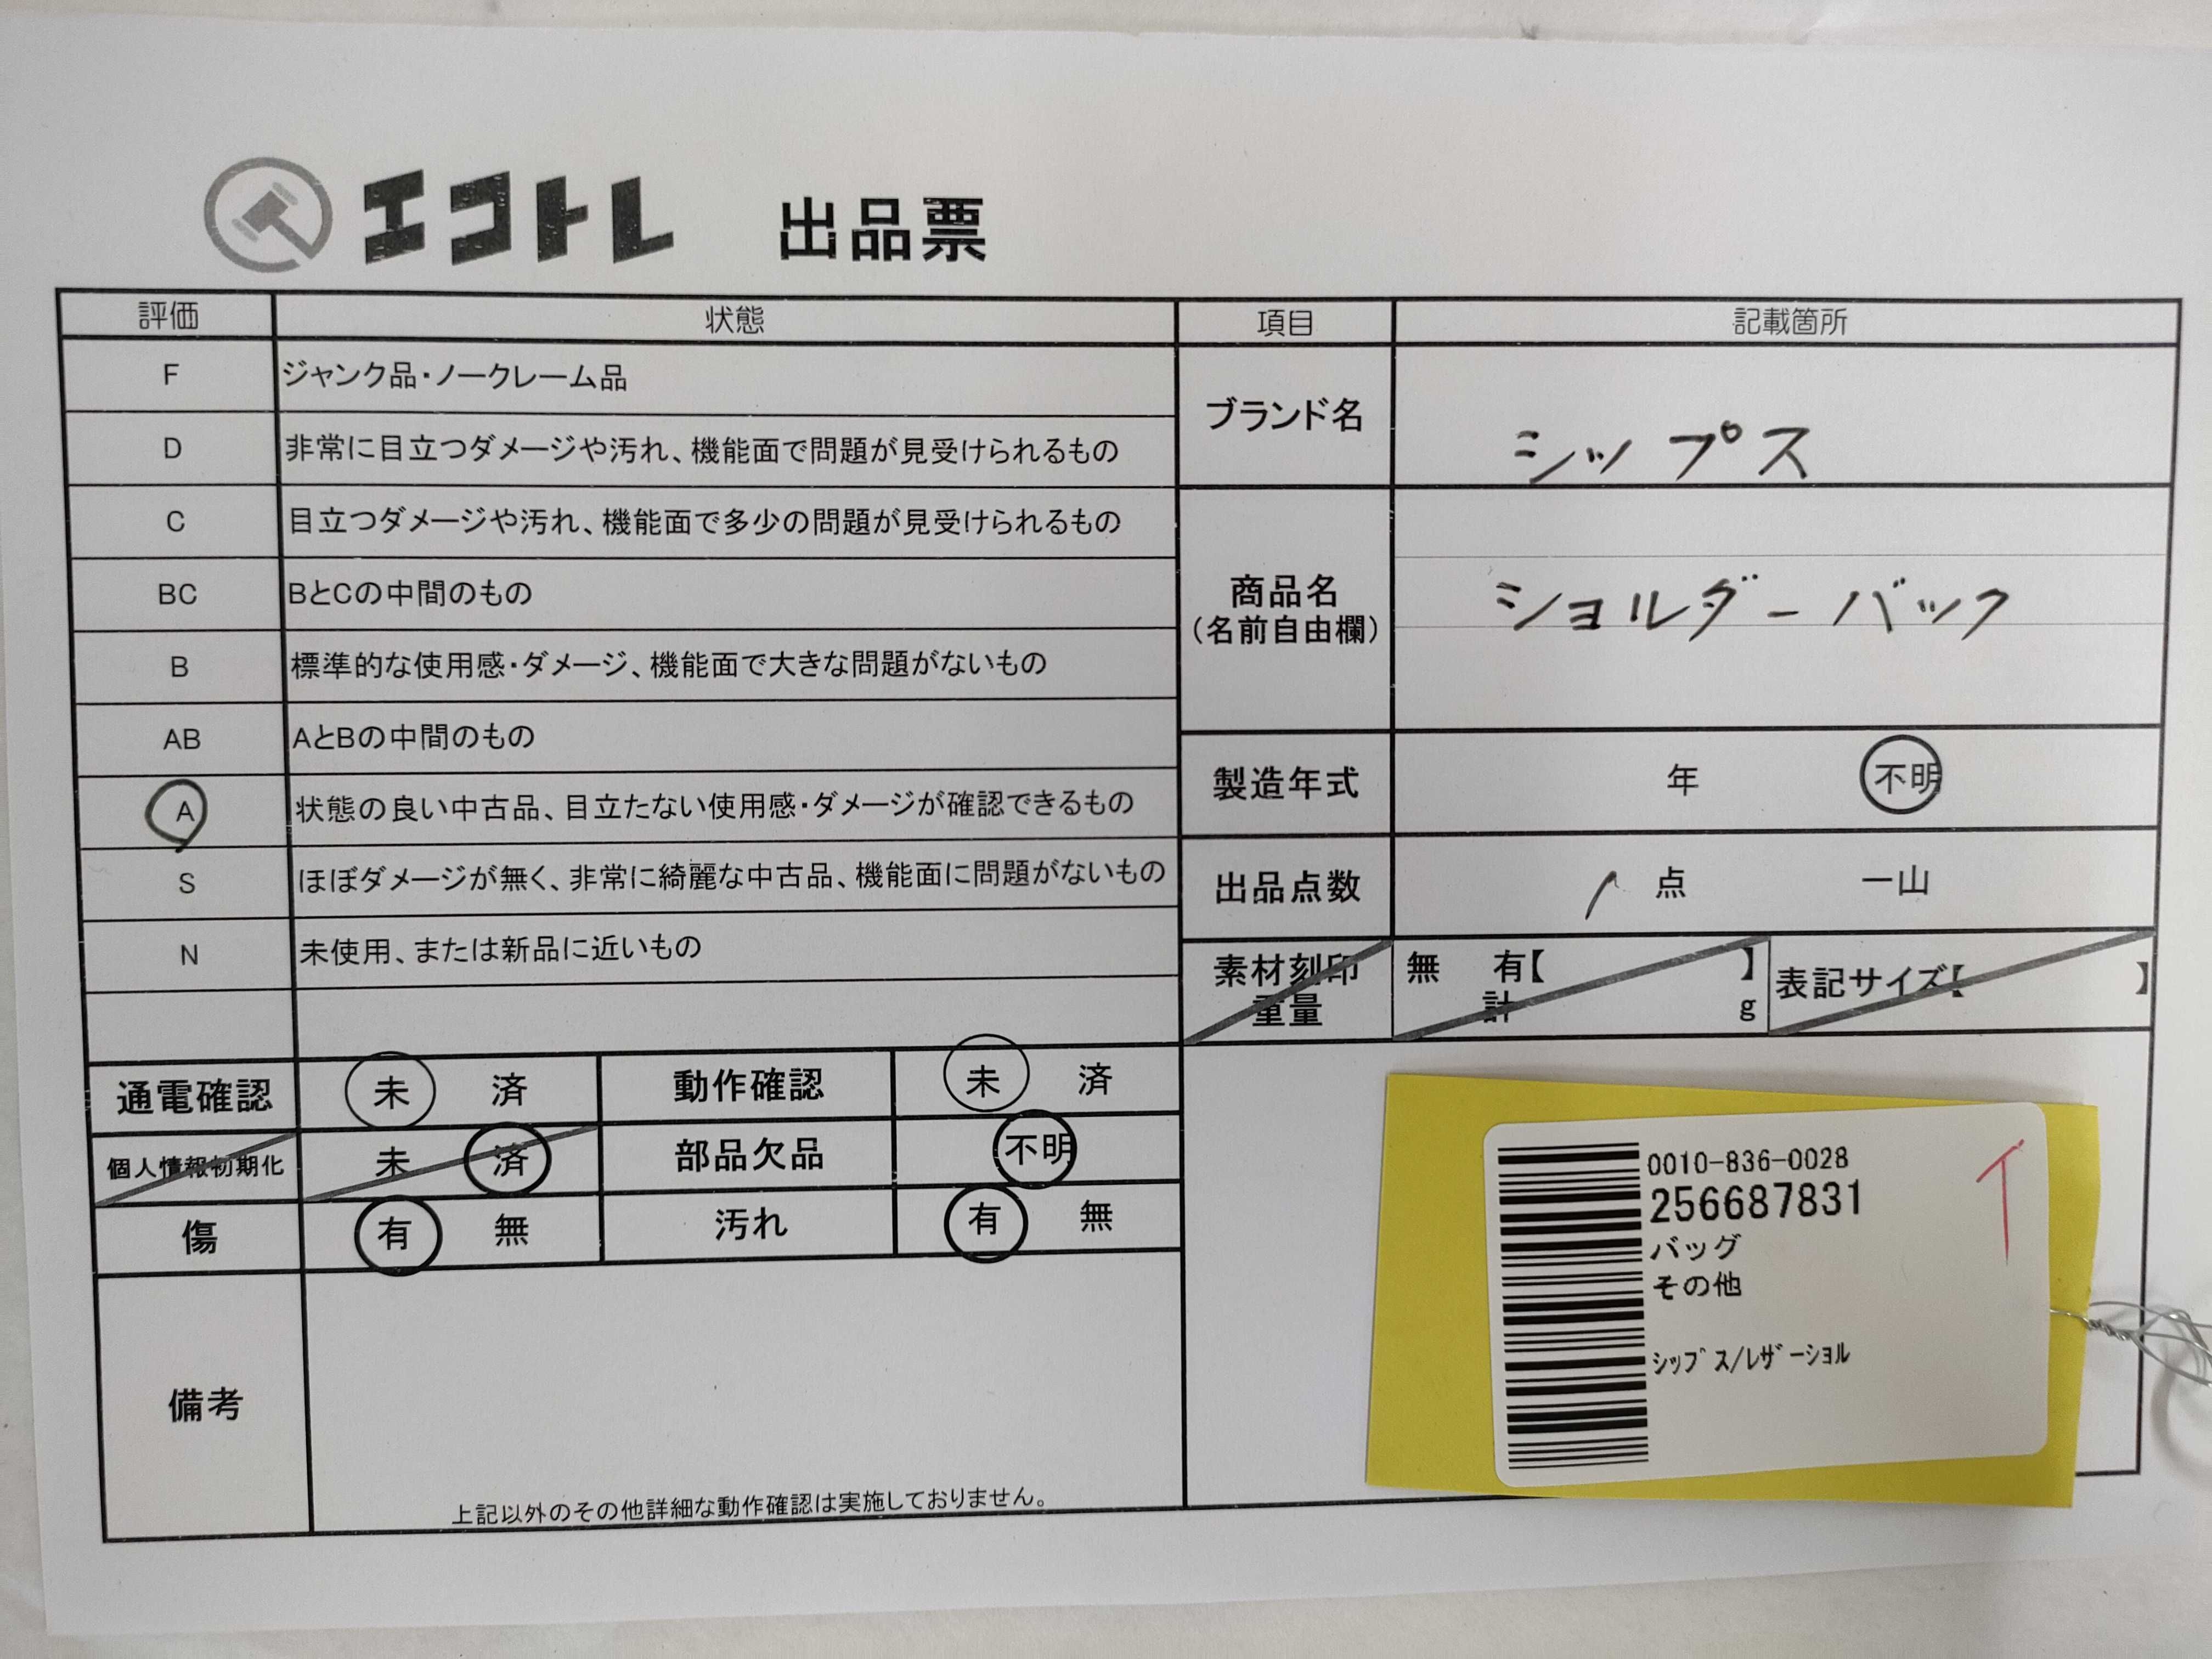 エコトレ 出品票
評価 状態
F ジャンク品・ノークレーム品
D 非常に目立つダメージや汚れ、機能面で問題が見受けられるもの
C 目立つダメージや汚れ、機能面で多少の問題が見受けられるもの
BC BとCの中間のもの
B 標準的な使用感・ダメージ、機能面で大きな問題がないもの
AB AとBの中間のもの
A 状態の良い中古品、目立たない使用感・ダメージが確認できるもの
S ほぼダメージが無く、非常に綺麗な中古品、機能面に問題がないもの
N 未使用、または新品に近いもの
通電確認 未 済 動作確認 未 済
個人情報初期化 未 済 部品欠品 不明
傷 有 無 汚れ 有 無
備考
上記以外のその他詳細な動作確認は実施しておりません。
項目 記載箇所
ブランド名 シップス
商品名
(名前自由欄)
ショルダーバック
製造年式 年 不明
出品点数 1 点 一山
素材刻印 無 有【 】 表記サイズ【 】
重量 計 g
0010-836-0028
256687831
バッグ
その他
ｼｯﾌﾟｽ/ﾚｻﾞｰｼｮﾙ